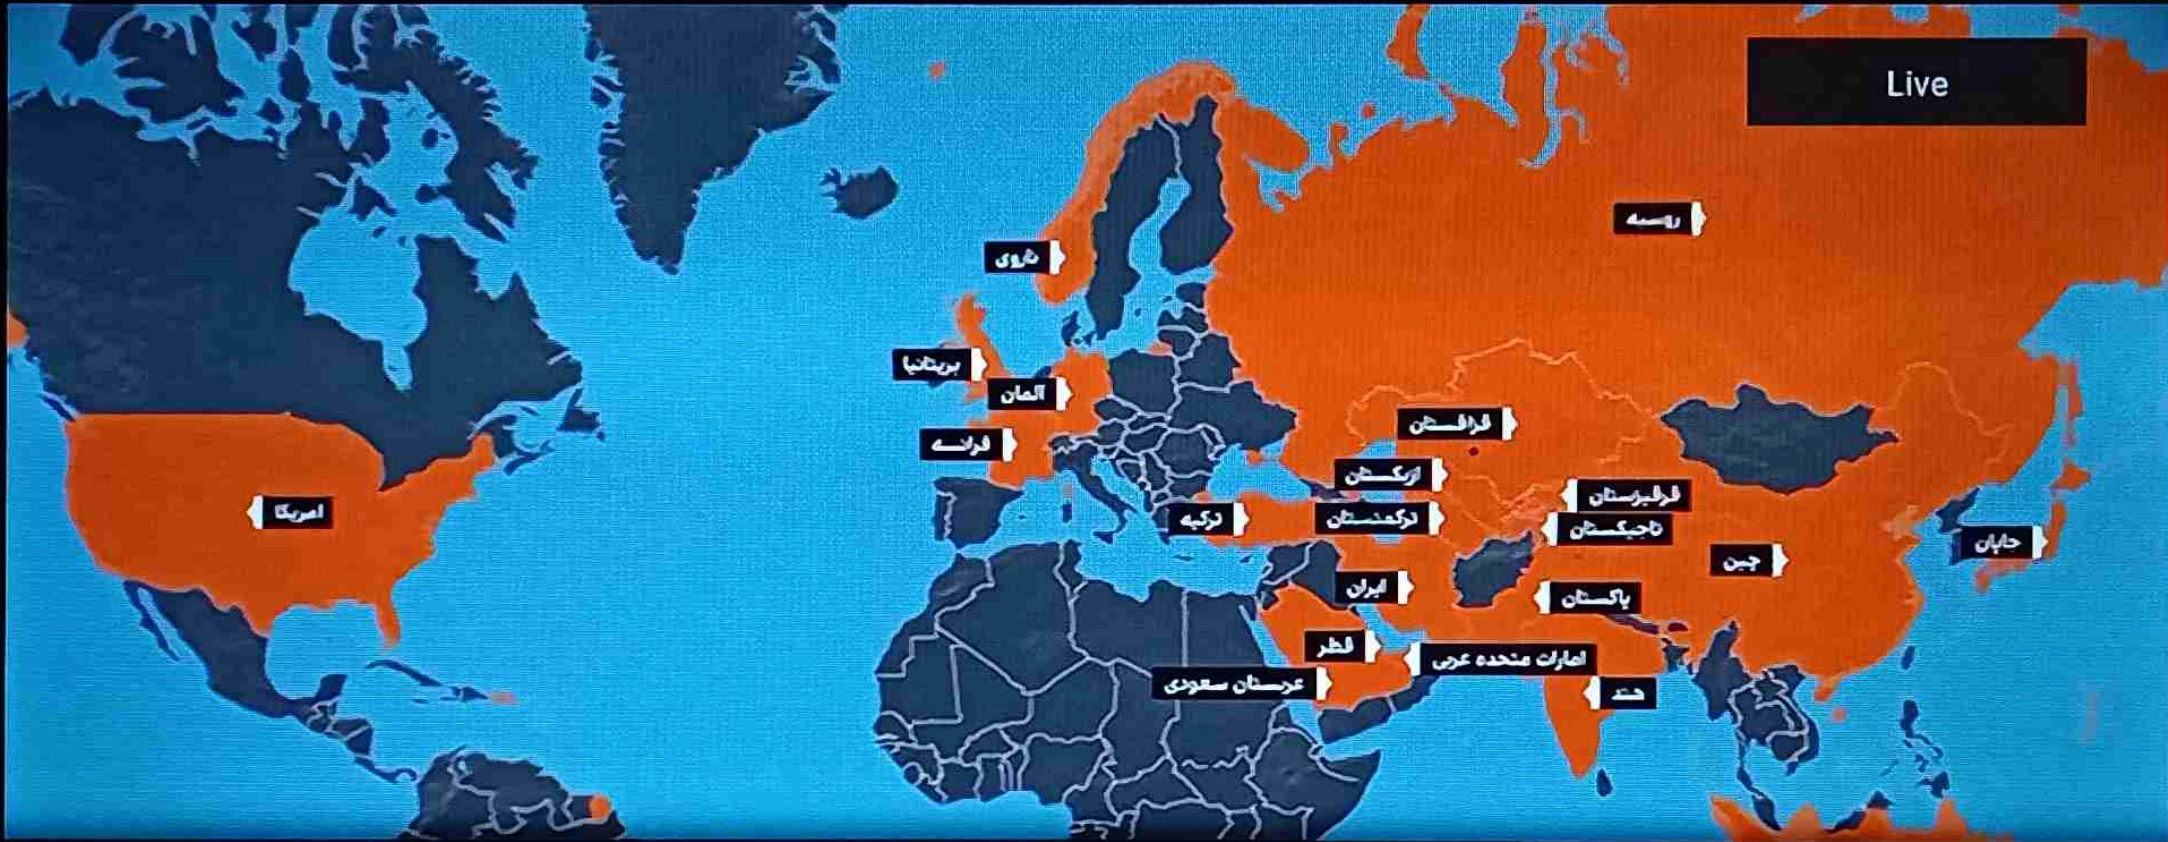 Live
روسیه
ناروی
بریتانیا
آلمان
قزاقستان
فرانسه
ازبکستان
قرقیزستان
امریکا
ترکیه
ترکمنستان
تاجیکستان
جاپان
چین
ایران
پاکستان
قطر
امارات متحده عربی
عربستان سعودی
هند